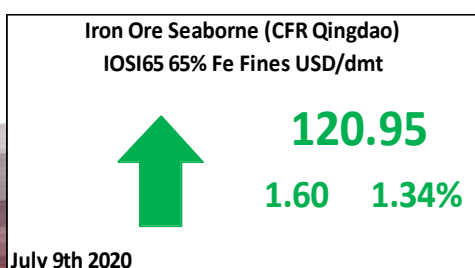 Iron Ore Seaborne (CFR Qingdao)
IOSI65 65% Fe Fines USD/dmt
120.95
1.60 1.34%
July 9th 2020